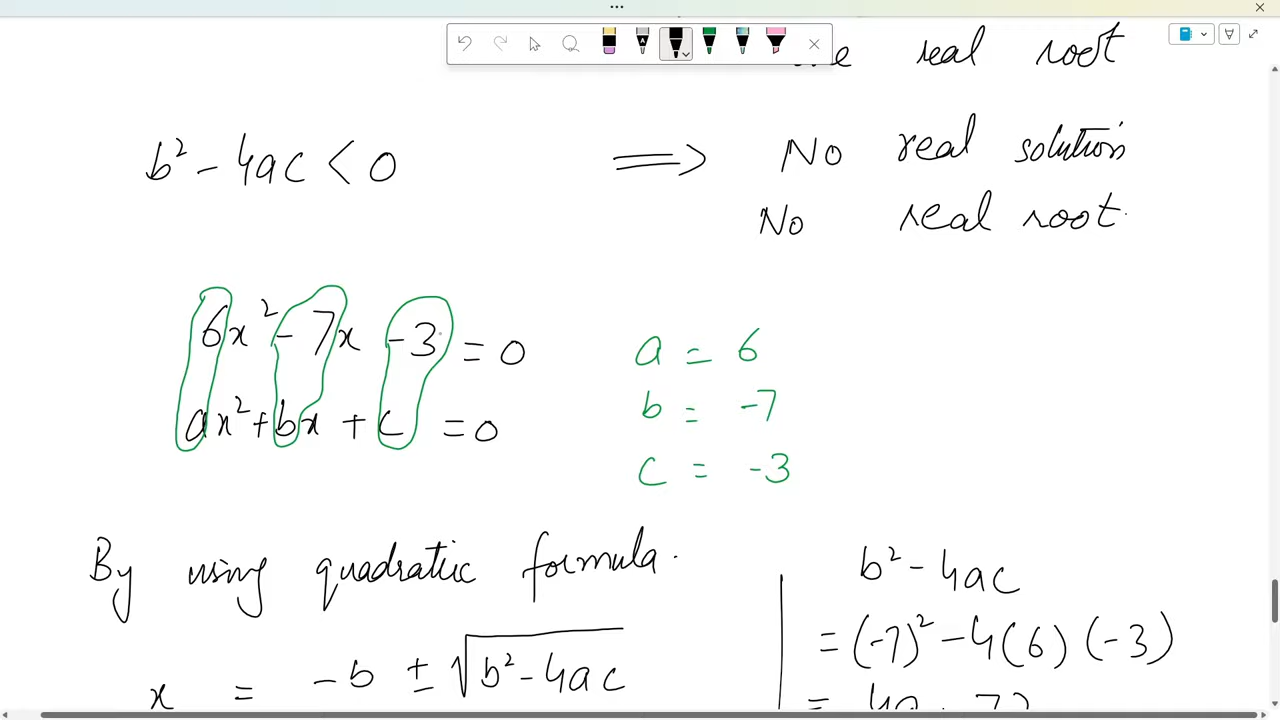 real root
b² - 4ac < 0 ⟹ No real solution
No real root.
6x² - 7x - 3 = 0
ax² + bx + c = 0
a = 6
b = -7
c = -3
By using quadratic formula.
x = -b ± √b² - 4ac
b² - 4ac
= (-7)² - 4(6)(-3)